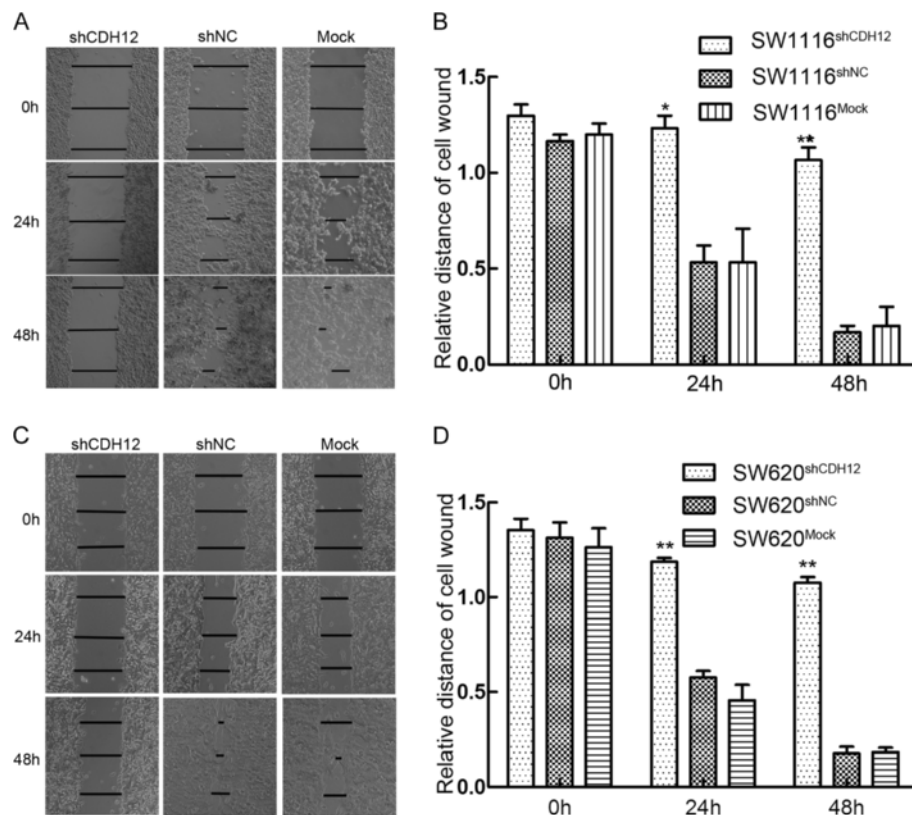 A
shCDH12 shNC Mock
0h
24h
48h
B
SW1116shCDH12
SW1116shNC
SW1116Mock
Relative distance of cell wound
1.5
1.0
0.5
0.0
*
**
0h 24h 48h
C
shCDH12 shNC Mock
0h
24h
48h
D
SW620shCDH12
SW620shNC
SW620Mock
Relative distance of cell wound
1.5
1.0
0.5
0.0
**
**
0h 24h 48h